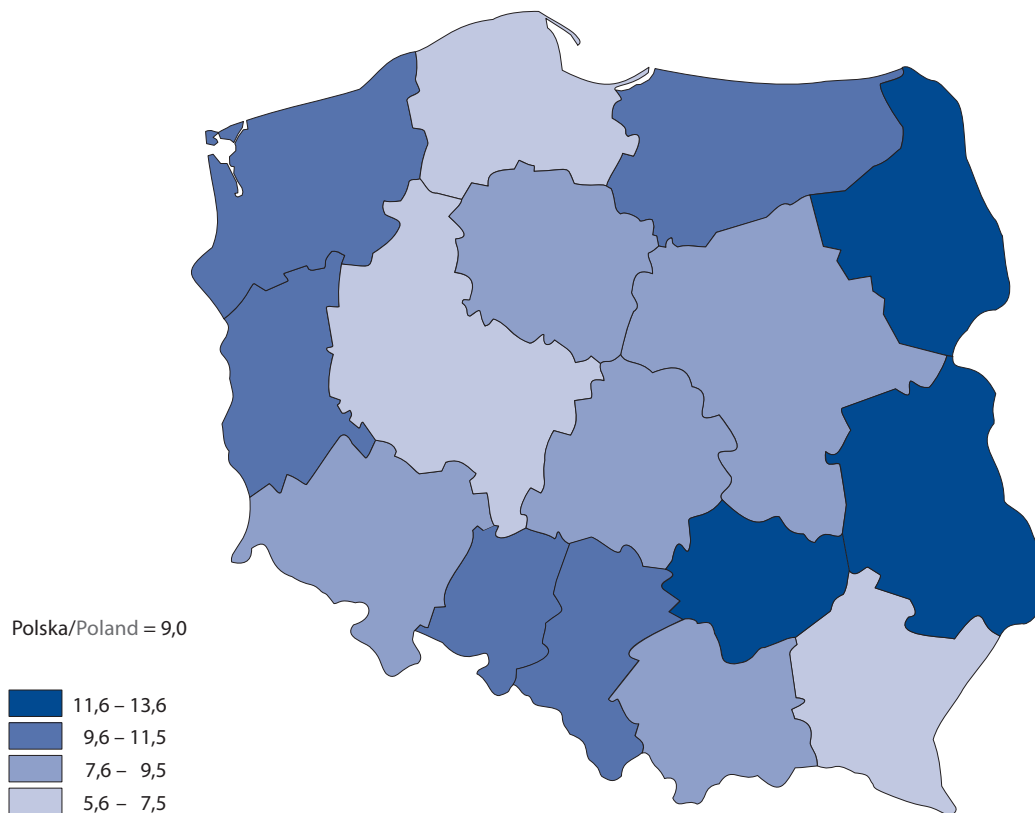 Polska/Poland = 9,0
11,6 – 13,6
9,6 – 11,5
7,6 – 9,5
5,6 – 7,5